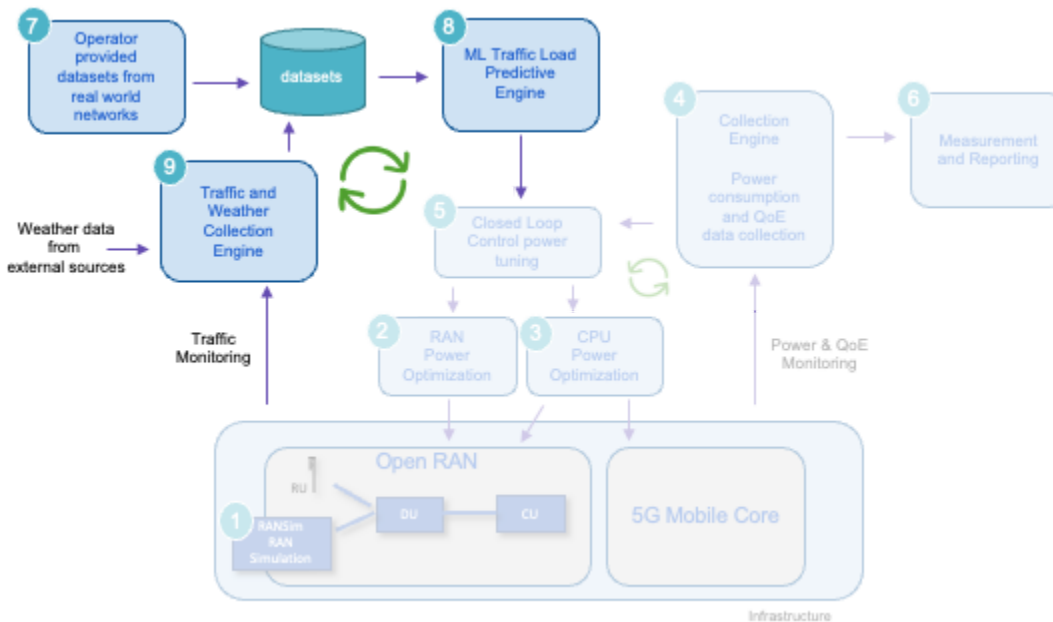 7
Operator
provided
datasets from
real world
networks
datasets
8
ML Traffic Load
Predictive
Engine
4
Collection
Engine
Power
consumption
and QoE
data collection
6
Measurement
and Reporting
9
Traffic and
Weather
Collection
Engine
Weather data
from
external sources
5
Closed Loop
Control power
tuning
Traffic
Monitoring
2
RAN
Power
Optimization
3
CPU
Power
Optimization
Power & QoE
Monitoring
Open RAN
RU
DU
CU
1
RANSim
RAN
Simulation
5G Mobile Core
Infrastructure